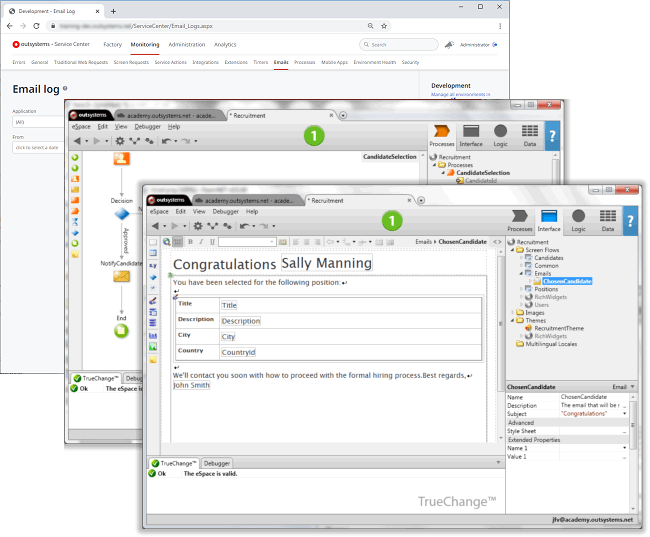 Development - Email Log
/ServiceCenter/Email_Logs.aspx
outsystems - Service Center Factory Monitoring Administration Analytics Search Administrator
Errors General Traditional Web Requests Screen Requests Service Actions Integrations Extensions Timers Emails Processes Mobile Apps Environment Health Security
Email log
Development
Manage all environments in
Application
(All)
From
click to select a date
outsystems academy.outsystems.net - acade... * Recruitment
eSpace Edit View Debugger Help
1
Processes Interface Logic Data ?
CandidateSelection
Recruitment
Processes
CandidateSelection
CandidateId
Decision
Approved
NotifyCandidate
End
TrueChange™
Ok The eSpace is
outsystems academy.outsystems.net - acade... * Recruitment
eSpace Edit View Debugger Help
1
Processes Interface Logic Data ?
B I U
Emails ▸ ChosenCandidate
Congratulations Sally Manning
You have been selected for the following position:
Title Title
Description Description
City City
Country CountryId
We'll contact you soon with how to proceed with the formal hiring process.Best regards,
John Smith
Recruitment
Screen Flows
Candidates
Common
Emails
ChosenCandidate
Positions
RichWidgets
Users
Images
Themes
RecruitmentTheme
RichWidgets
Multilingual Locales
ChosenCandidate Email
Name ChosenCandidate
Description The email that will be s ...
Subject "Congratulations"
Advanced
Style Sheet
Extended Properties
Name 1
Value 1
TrueChange™ Debugger
Ok The eSpace is valid.
TrueChange™
jfr@academy.outsystems.net